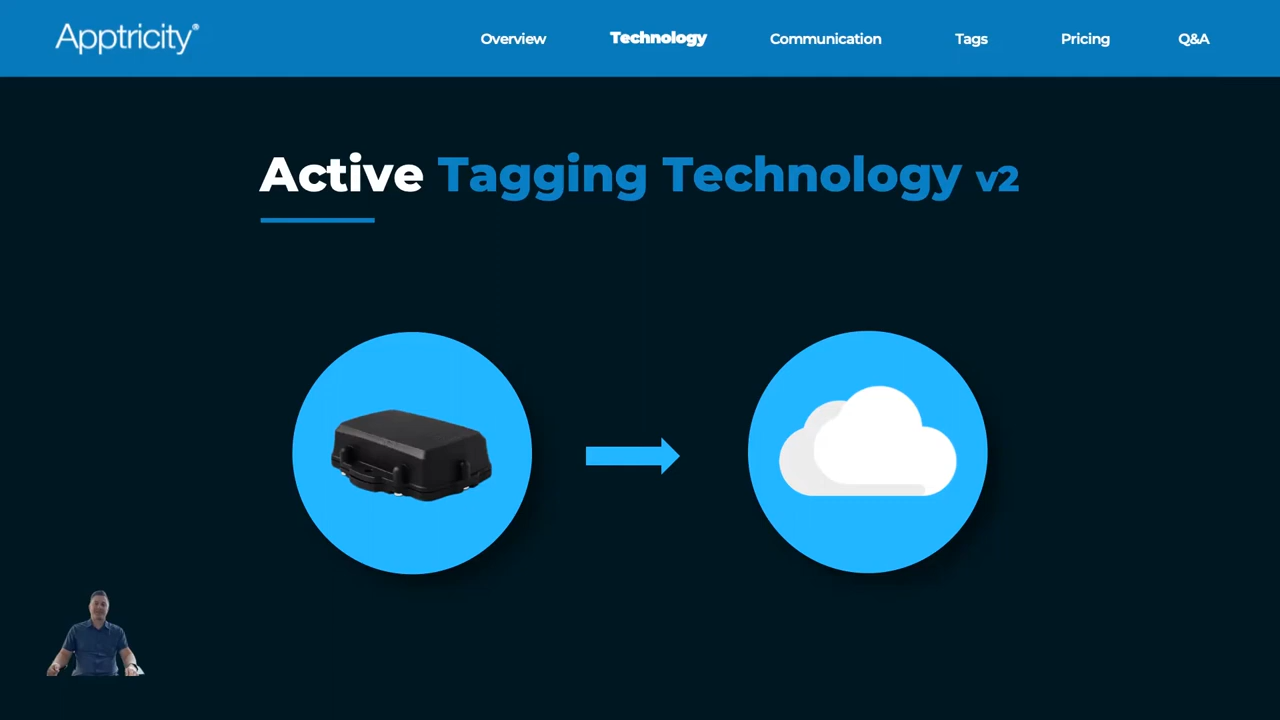 Apptricity®
Overview Technology Communication Tags Pricing Q&A
Active Tagging Technology v2